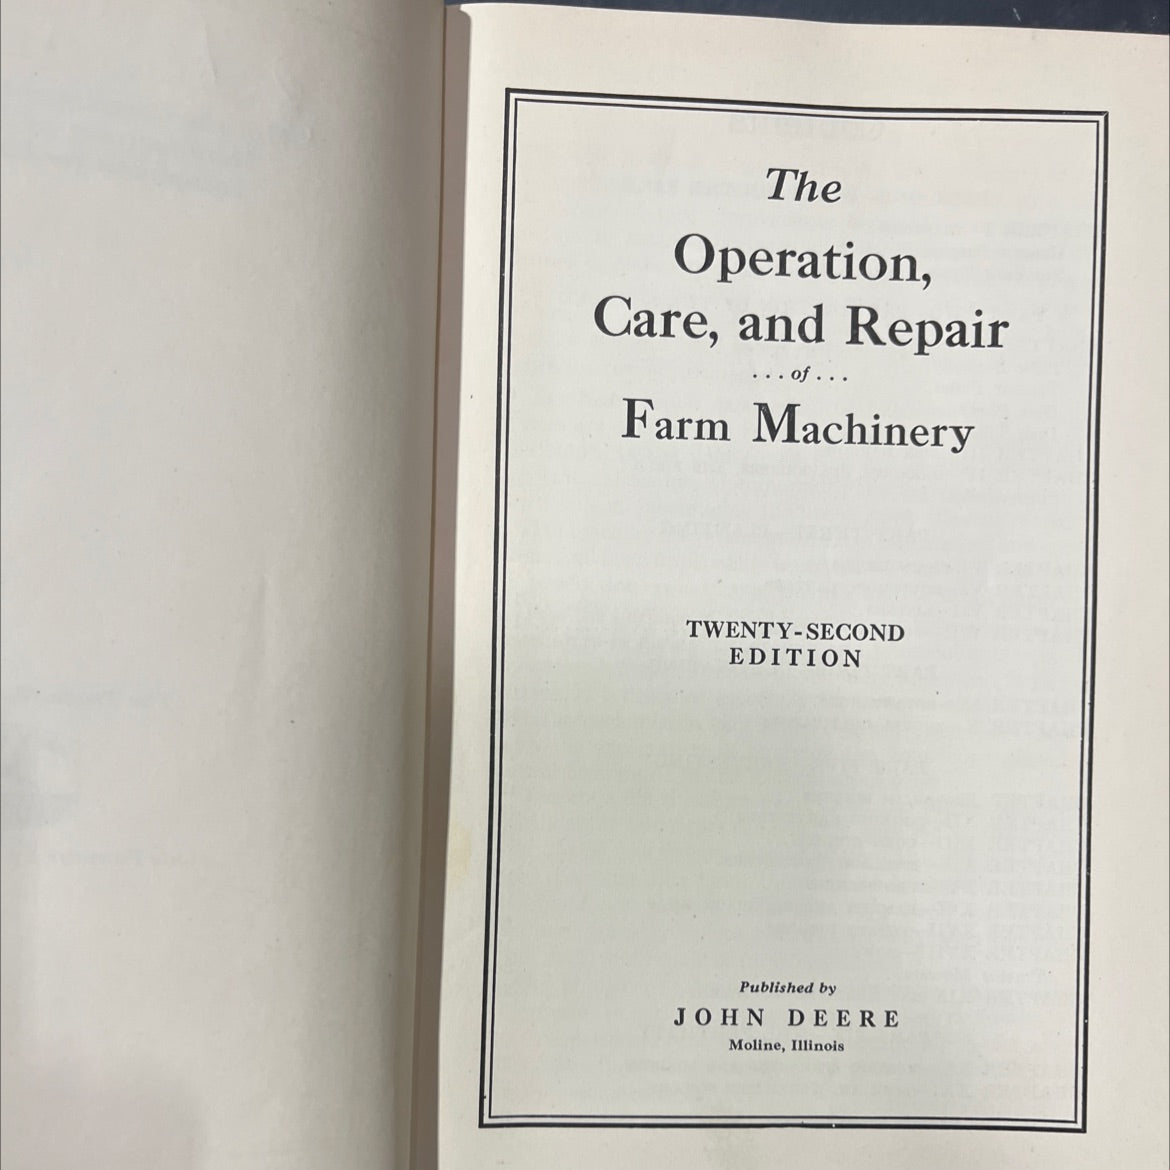 The
Operation,
Care, and Repair
...of...
Farm Machinery
TWENTY-SECOND
EDITION
Published by
JOHN DEERE
Moline, Illinois